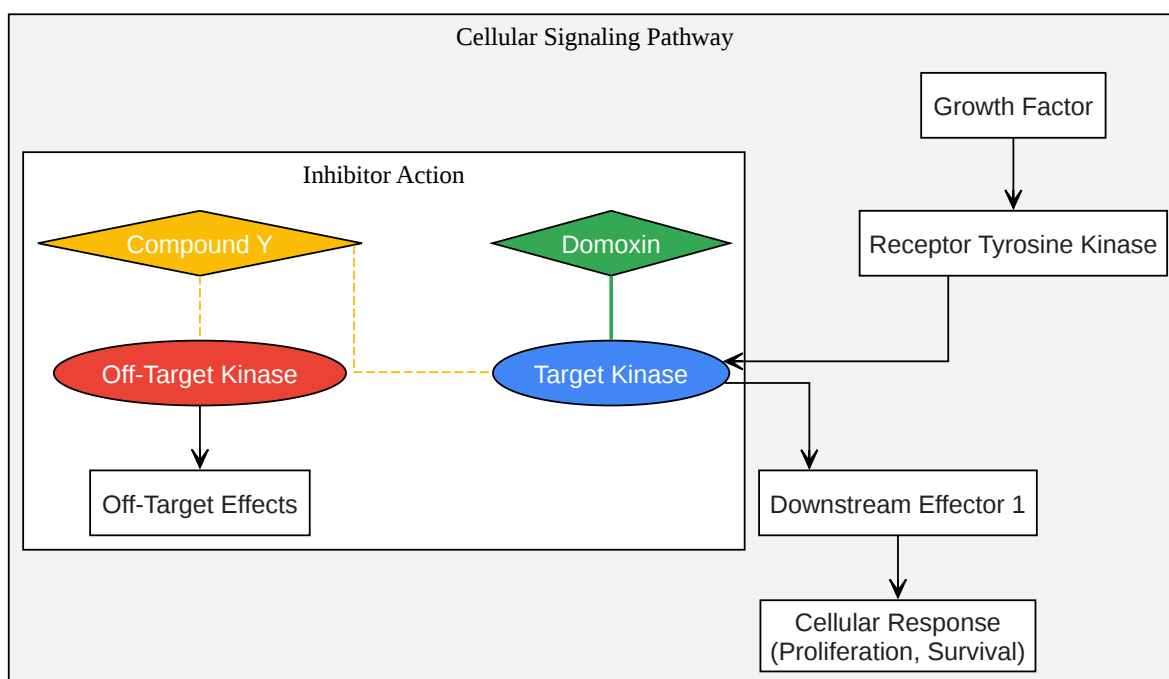 Cellular Signaling Pathway
Growth Factor
Inhibitor Action
Compound Y
Domoxin
Receptor Tyrosine Kinase
Off-Target Kinase
Target Kinase
Off-Target Effects
Downstream Effector 1
Cellular Response
(Proliferation, Survival)